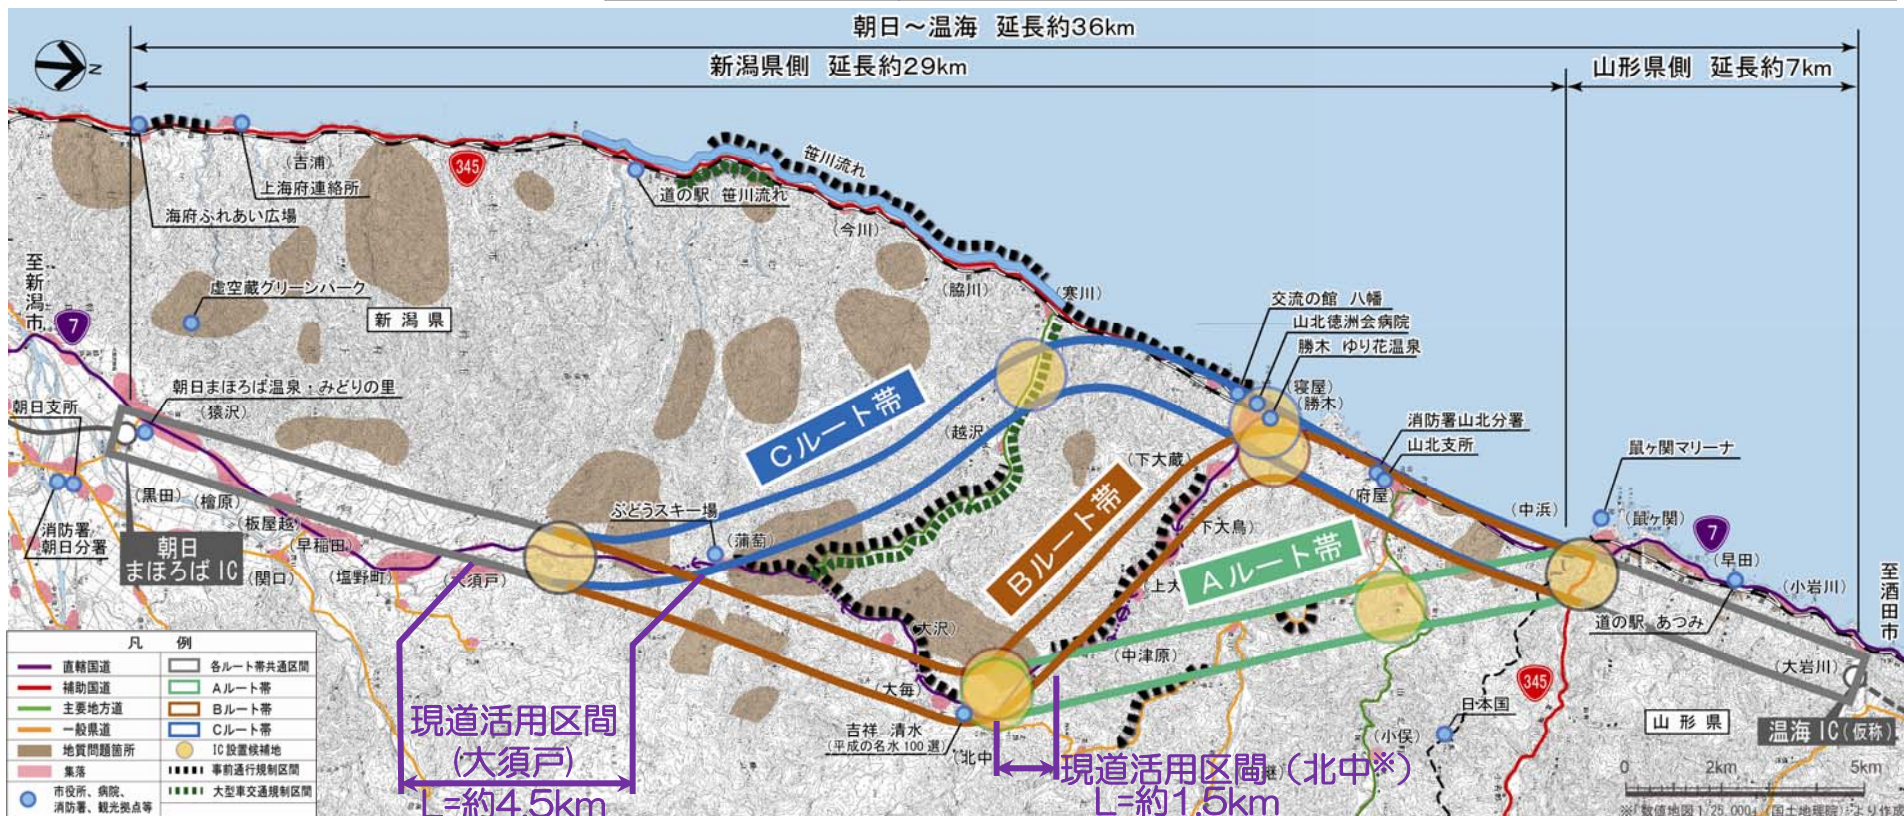 朝日～温海 延長約36km
新潟県側 延長約29km
山形県側 延長約7km
N
(吉浦)
上海府連絡所
海府ふれあい広場
345
道の駅 笹川流れ
笹川流れ
(今川)
(脇川)
(寒川)
至新潟市
7
虚空蔵グリーンパーク
新潟県
交流の館 八幡
山北徳洲会病院
勝木 ゆり花温泉
(寝屋)
(勝木)
朝日まほろば温泉・みどりの里
朝日支所
(猿沢)
Cルート帯
(越沢)
(下大蔵)
消防署山北分署
山北支所
(府屋)
(中浜)
鼠ヶ関マリーナ
(鼠ヶ関)
7
(早田)
(小岩川)
至酒田市
(黒田)
(檜原)
(板屋越)
(早稲田)
(塩野町)
(大須戸)
(関口)
消防署
朝日分署
朝日
まほろばIC
ぶどうスキー場
(蒲萄)
Bルート帯
(下大鳥)
Aルート帯
道の駅 あつみ
(大岩川)
(大沢)
(中津原)
(大毎)
吉祥 清水
(平成の名水100選)
(北中
日本国
(小俣)
345
山形県
温海IC(仮称)
現道活用区間
(大須戸)
L=約4.5km
現道活用区間(北中※)
L=約1.5km
0 2km 5km
※「数値地図1/25,000」(国土地理院)より作成
凡例
直轄国道 各ルート帯共通区間
補助国道 Aルート帯
主要地方道 Bルート帯
一般県道 Cルート帯
地質問題箇所 IC設置候補地
集落 事前通行規制区間
市役所、病院、
消防署、観光拠点等
大型車交通規制区間